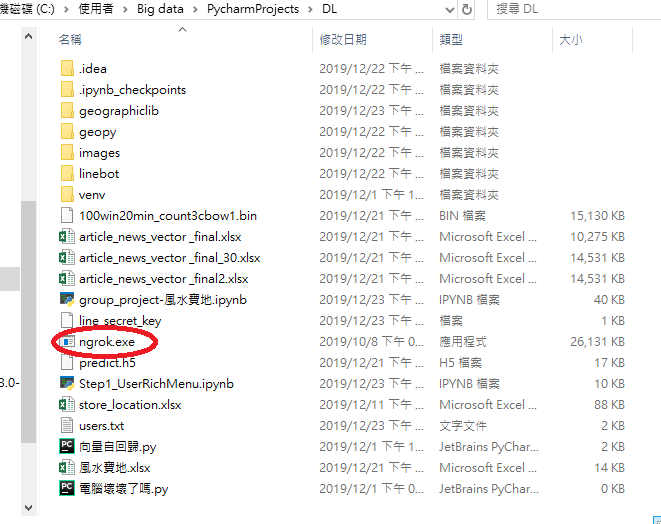 機磁碟 (C:) › 使用者 › Big data › PycharmProjects › DL 搜尋 DL
名稱 修改日期 類型 大小
.idea 2019/12/22 下午 ... 檔案資料夾
.ipynb_checkpoints 2019/12/22 下午 ... 檔案資料夾
geographiclib 2019/12/23 下午 ... 檔案資料夾
geopy 2019/12/22 下午 ... 檔案資料夾
images 2019/12/22 下午 ... 檔案資料夾
linebot 2019/12/22 下午 ... 檔案資料夾
venv 2019/12/1 下午 1... 檔案資料夾
100win20min_count3cbow1.bin 2019/12/21 下午 ... BIN 檔案 15,130 KB
article_news_vector _final.xlsx 2019/12/21 下午 ... Microsoft Excel ... 10,275 KB
article_news_vector _final_30.xlsx 2019/12/23 下午 ... Microsoft Excel ... 14,531 KB
article_news_vector _final2.xlsx 2019/12/21 下午 ... Microsoft Excel ... 14,531 KB
group_project-風水寶地.ipynb 2019/12/23 下午 ... IPYNB 檔案 40 KB
line_secret_key 2019/12/23 下午 ... 檔案 1 KB
ngrok.exe 2019/10/8 下午 0... 應用程式 26,131 KB
predict.h5 2019/12/21 下午 ... H5 檔案 17 KB
3.0-
Step1_UserRichMenu.ipynb 2019/12/23 下午 ... IPYNB 檔案 10 KB
store_location.xlsx 2019/12/11 下午 ... Microsoft Excel ... 88 KB
users.txt 2019/12/23 下午 ... 文字文件 2 KB
向量自回歸.py 2019/12/1 下午 1... JetBrains PyChar... 2 KB
風水寶地.xlsx 2019/12/21 下午 ... Microsoft Excel ... 14 KB
電腦壞壞了嗎.py 2019/12/1 下午 0... JetBrains PyChar... 4 KB